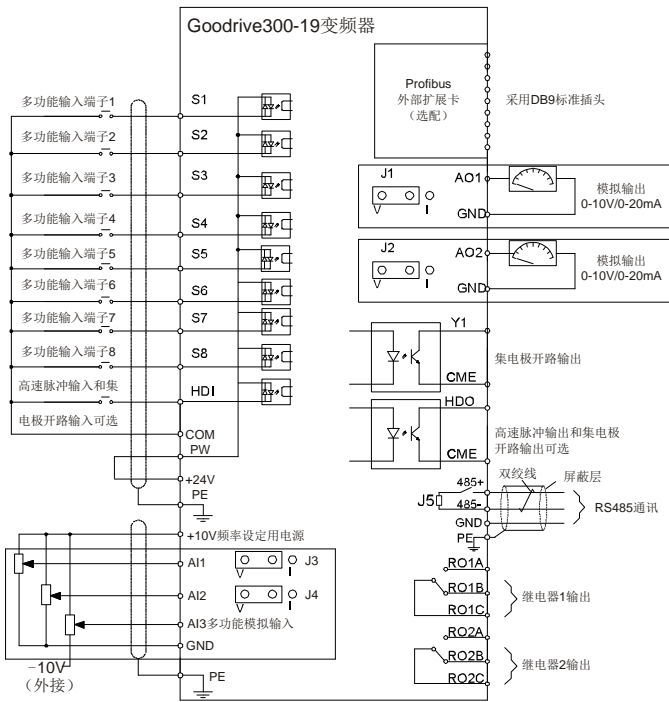 Goodrive300-19变频器
多功能输入端子1
S1
多功能输入端子2
S2
多功能输入端子3
S3
多功能输入端子4
S4
多功能输入端子5
S5
多功能输入端子6
S6
多功能输入端子7
S7
多功能输入端子8
S8
高速脉冲输入和集
电极开路输入可选
HDI
COM
PW
+24V
PE
+10V频率设定用电源
AI1
V
I
J3
AI2
V
I
J4
AI3多功能模拟输入
GND
-10V
(外接)
PE
Profibus
外部扩展卡
(选配)
采用DB9标准插头
J1
V
I
AO1
GND
模拟输出
0-10V/0-20mA
J2
V
I
AO2
GND
模拟输出
0-10V/0-20mA
Y1
CME
集电极开路输出
HDO
CME
高速脉冲输出和集电极
开路输出可选
双绞线
屏蔽层
J5
485+
485-
GND
PE
RS485通讯
RO1A
RO1B
RO1C
继电器1输出
RO2A
RO2B
RO2C
继电器2输出